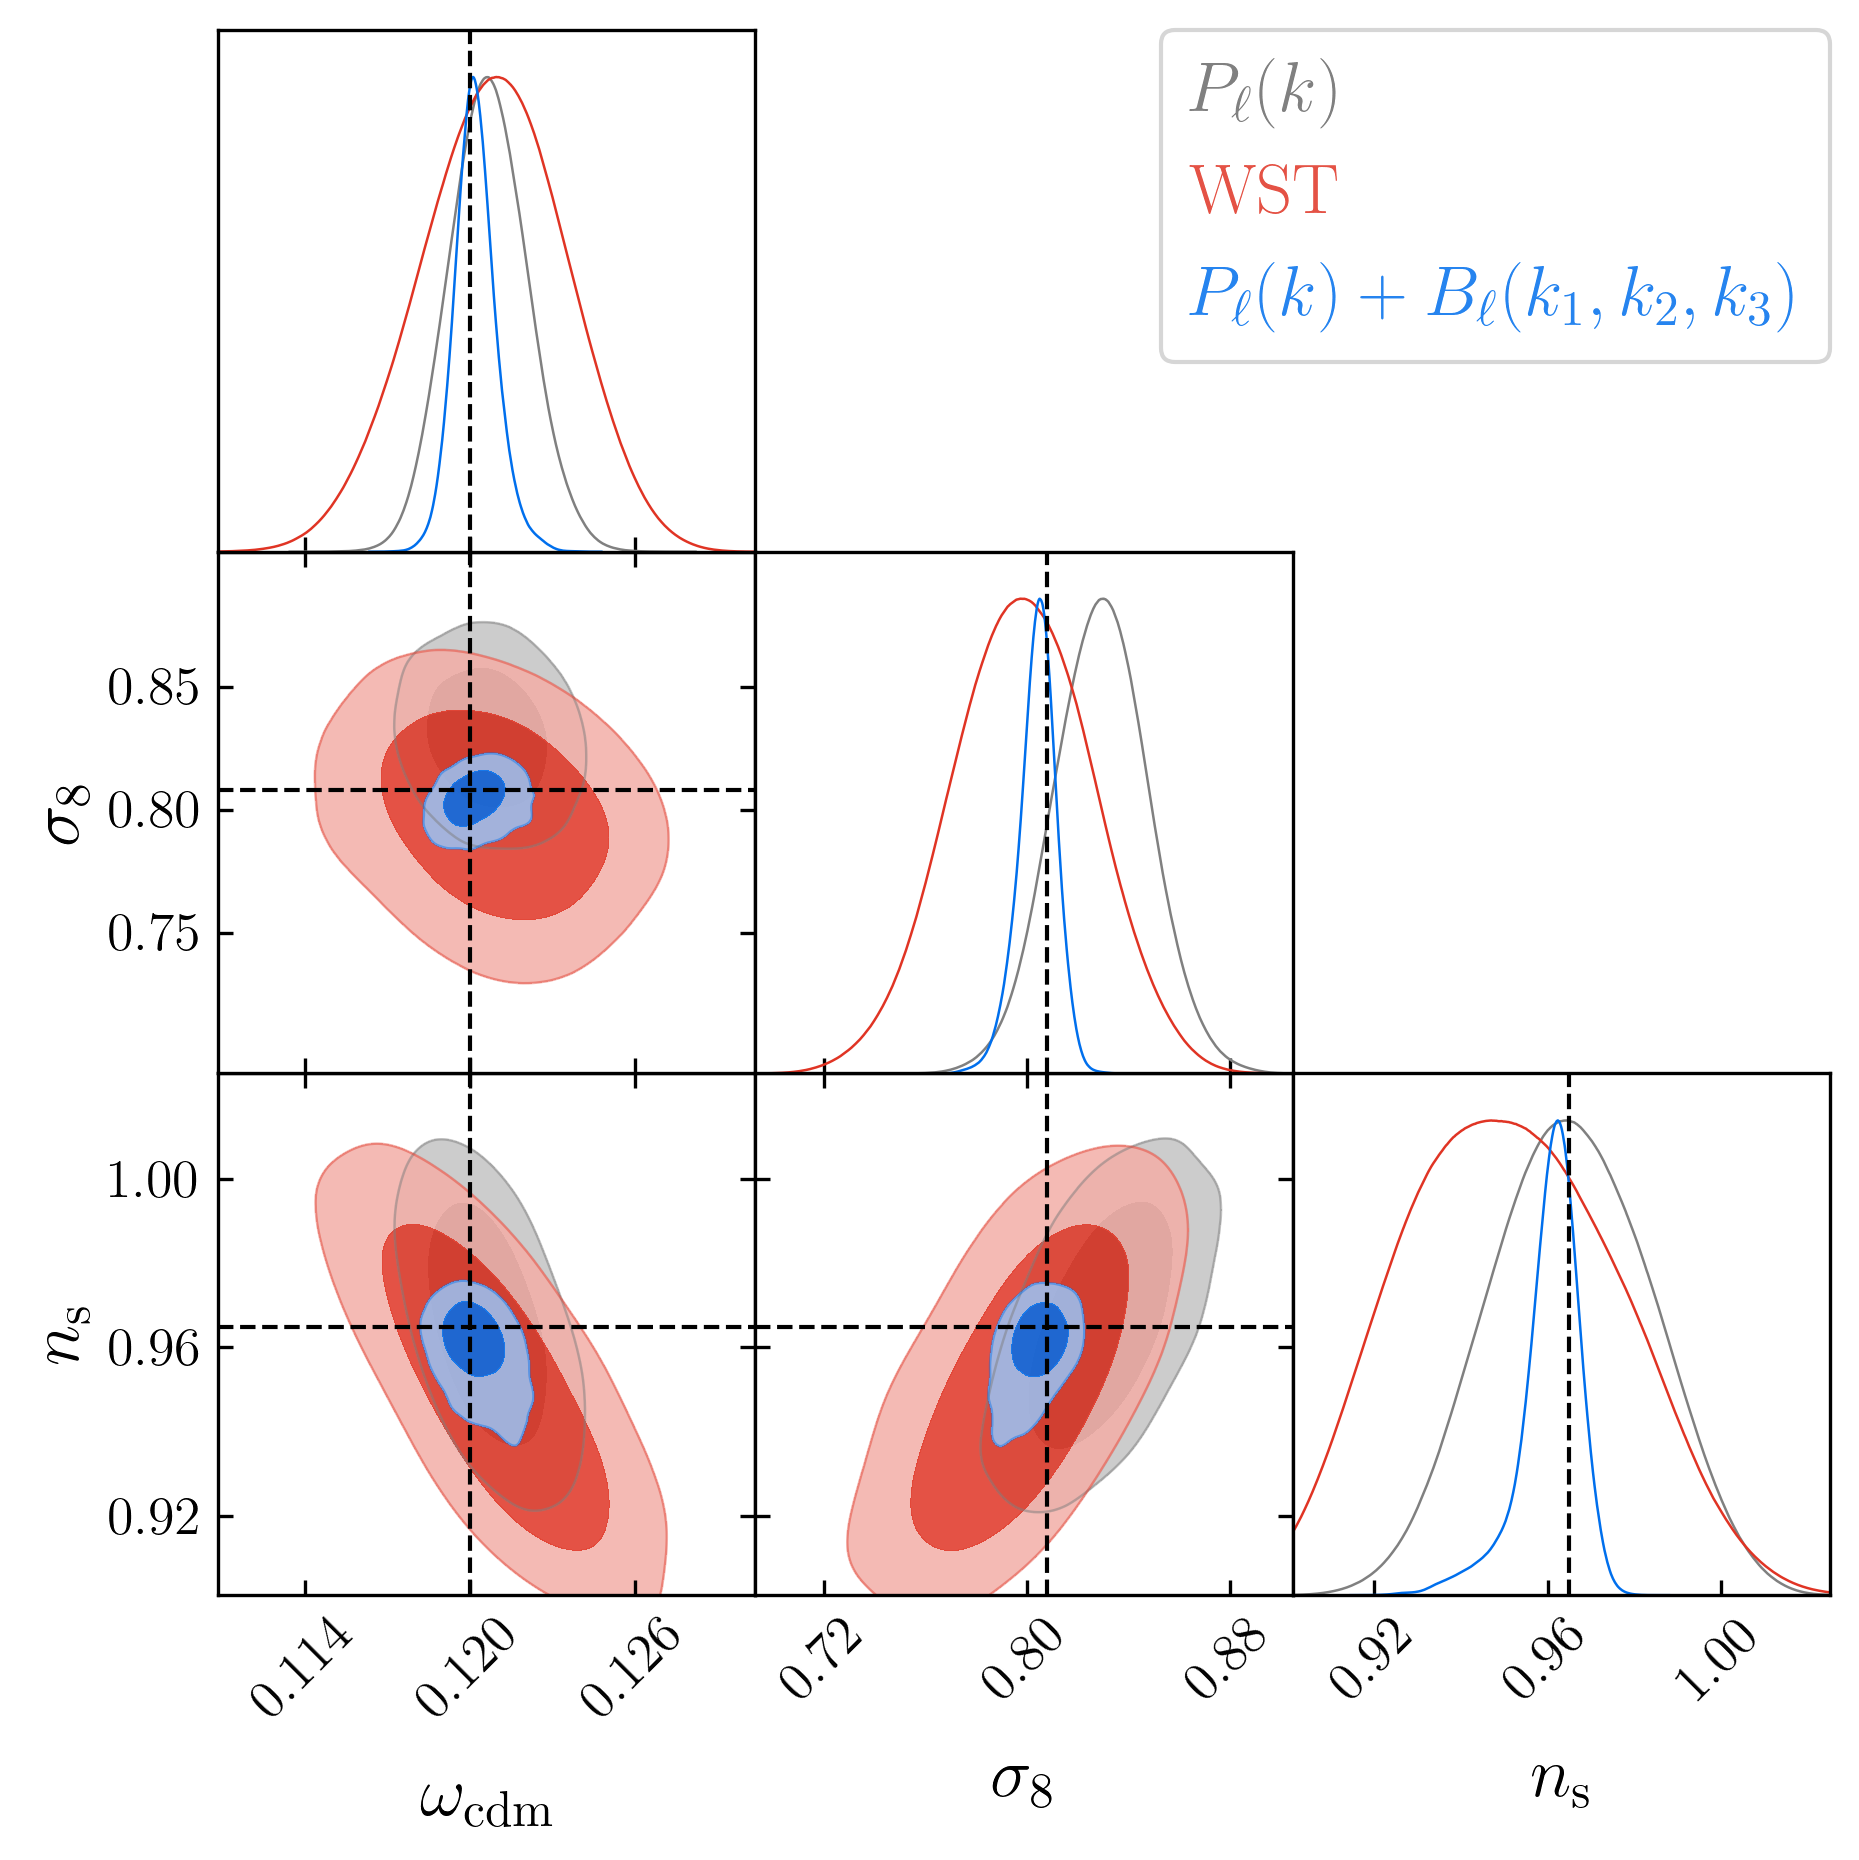 P_ℓ(k)
WST
P_ℓ(k) + B_ℓ(k_1, k_2, k_3)
0.85
0.80
0.75
σ_8
1.00
0.96
0.92
n_s
0.114 0.120 0.126 0.72 0.80 0.88 0.92 0.96 1.00
ω_cdm σ_8 n_s